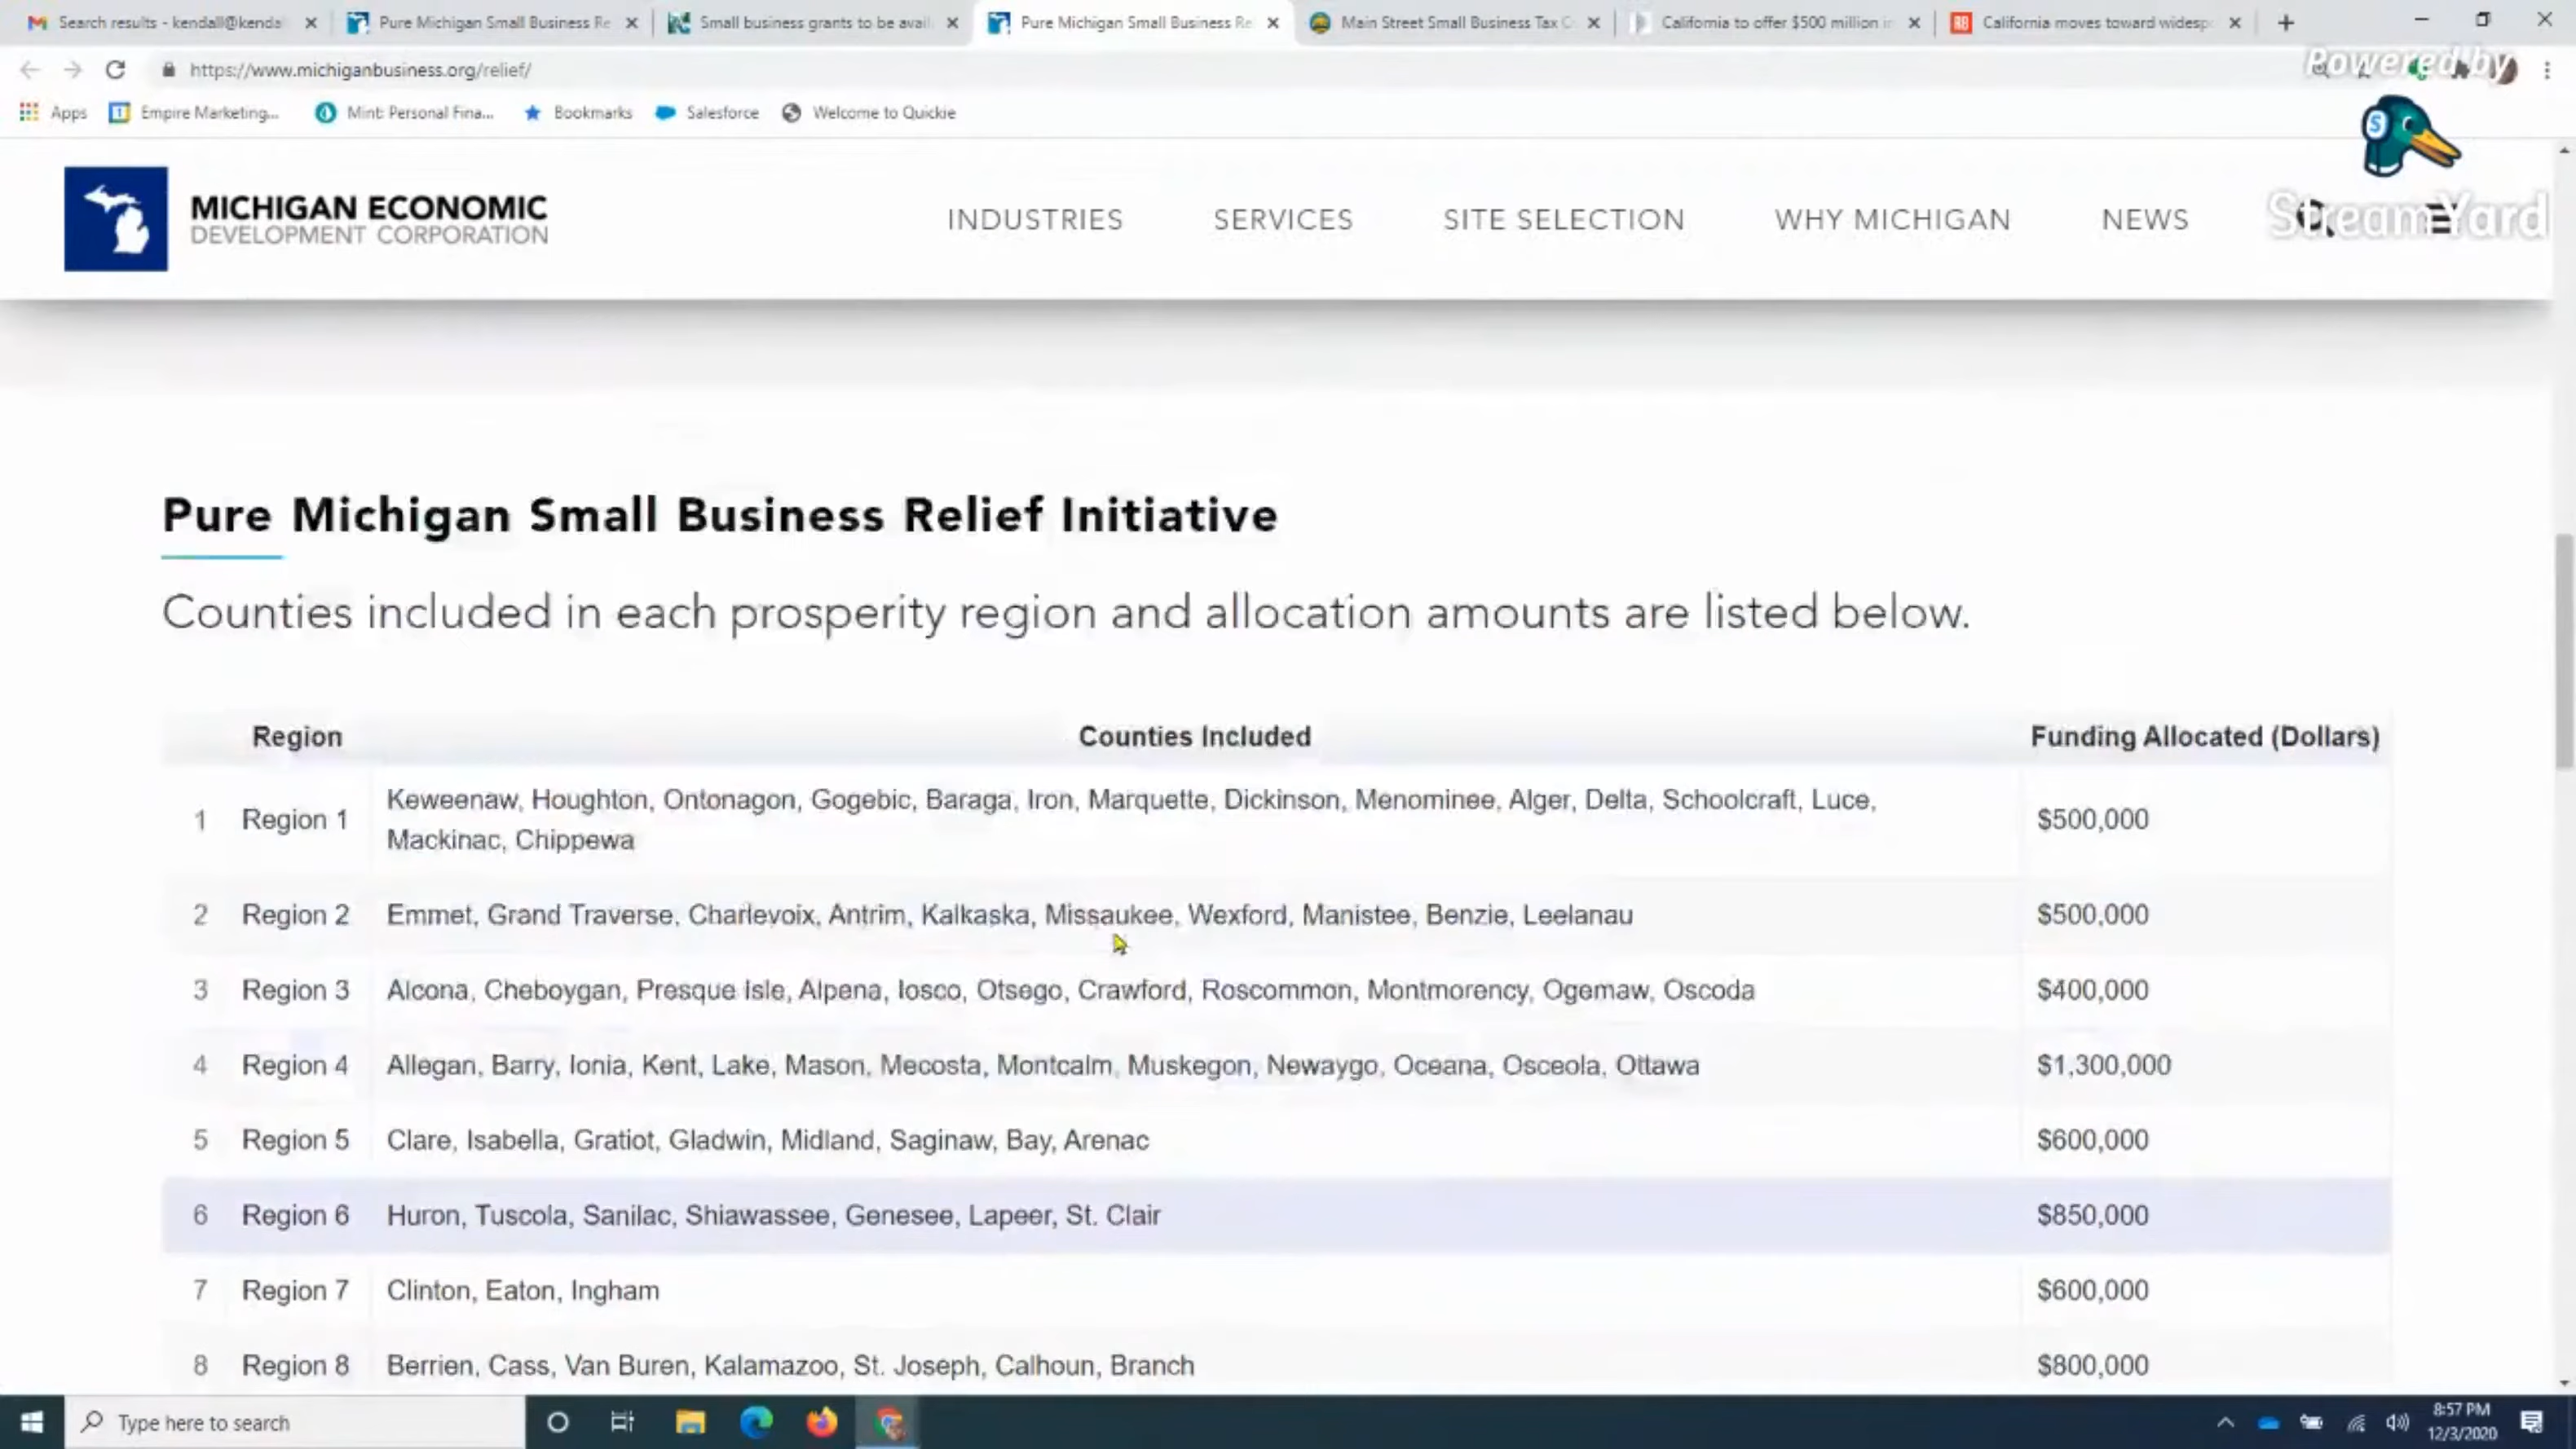 Search results - kendall@kenda
Pure Michigan Small Business Re
Small business grants to be avail
Pure Michigan Small Business Re
Main Street Small Business Tax C
California to offer $500 million in
California moves toward widesp
https://www.michiganbusiness.org/relief/
Powered by
Apps
Empire Marketing...
Mint: Personal Fina...
Bookmarks
Salesforce
Welcome to Quickie
MICHIGAN ECONOMIC
DEVELOPMENT CORPORATION
INDUSTRIES
SERVICES
SITE SELECTION
WHY MICHIGAN
NEWS
StreamYard
Pure Michigan Small Business Relief Initiative
Counties included in each prosperity region and allocation amounts are listed below.
Region Counties Included Funding Allocated (Dollars)
1 Region 1 Keweenaw, Houghton, Ontonagon, Gogebic, Baraga, Iron, Marquette, Dickinson, Menominee, Alger, Delta, Schoolcraft, Luce,
Mackinac, Chippewa $500,000
2 Region 2 Emmet, Grand Traverse, Charlevoix, Antrim, Kalkaska, Missaukee, Wexford, Manistee, Benzie, Leelanau $500,000
3 Region 3 Alcona, Cheboygan, Presque Isle, Alpena, Iosco, Otsego, Crawford, Roscommon, Montmorency, Ogemaw, Oscoda $400,000
4 Region 4 Allegan, Barry, Ionia, Kent, Lake, Mason, Mecosta, Montcalm, Muskegon, Newaygo, Oceana, Osceola, Ottawa $1,300,000
5 Region 5 Clare, Isabella, Gratiot, Gladwin, Midland, Saginaw, Bay, Arenac $600,000
6 Region 6 Huron, Tuscola, Sanilac, Shiawassee, Genesee, Lapeer, St. Clair $850,000
7 Region 7 Clinton, Eaton, Ingham $600,000
8 Region 8 Berrien, Cass, Van Buren, Kalamazoo, St. Joseph, Calhoun, Branch $800,000
Type here to search
8:57 PM
12/3/2020